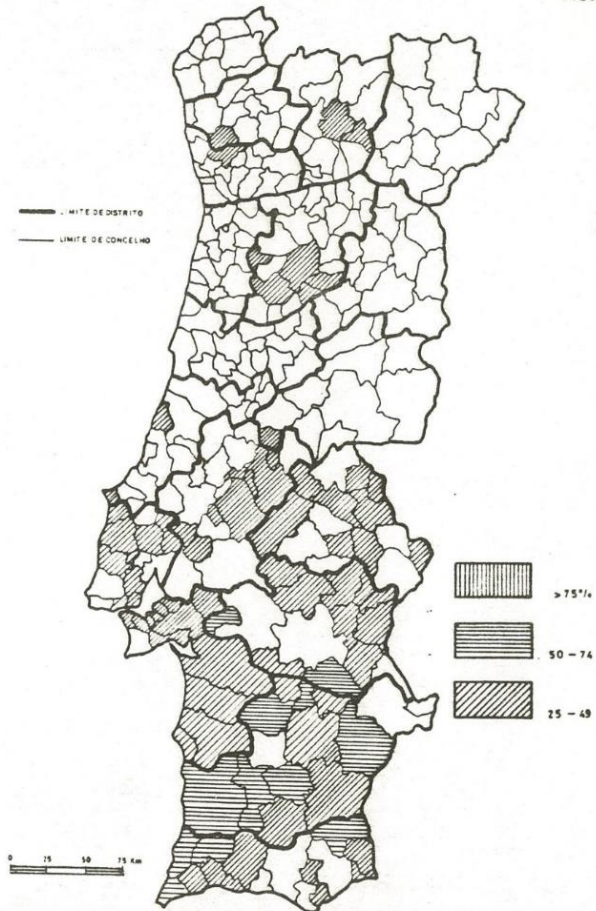 LIMITE DE DISTRITO
LIMITE DE CONCELHO
≥ 75%
50 – 74
25 – 49
0 25 50 75 Km